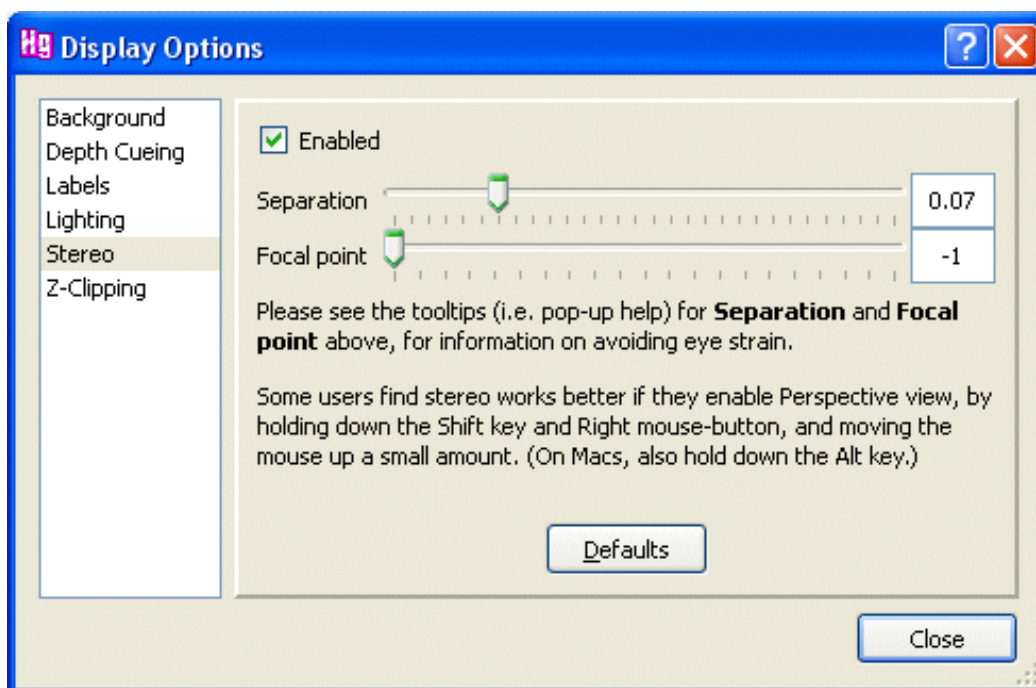 Hg Display Options
Background
Depth Cueing
Labels
Lighting
Stereo
Z-Clipping
Enabled
Separation 0.07
Focal point -1
Please see the tooltips (i.e. pop-up help) for Separation and Focal
point above, for information on avoiding eye strain.
Some users find stereo works better if they enable Perspective view, by
holding down the Shift key and Right mouse-button, and moving the
mouse up a small amount. (On Macs, also hold down the Alt key.)
Defaults
Close